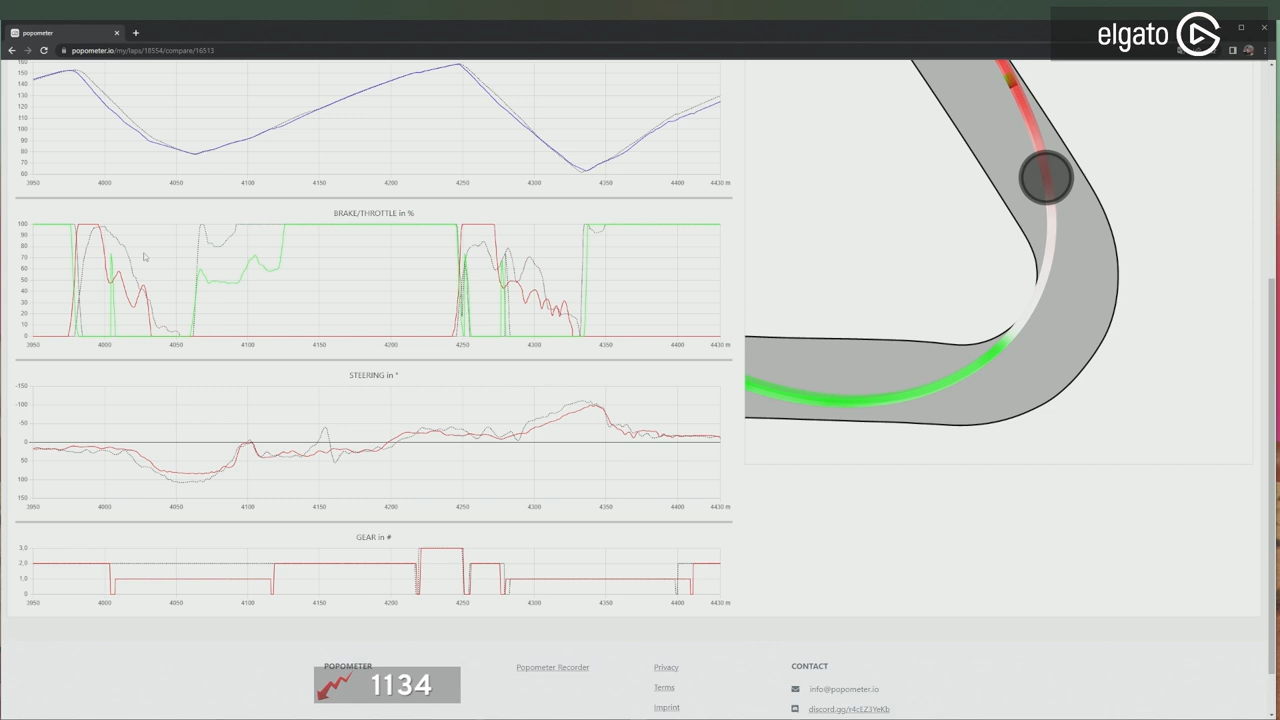 popometer
elgato
popometer.io/my/laps/18554/compare/16513
160
150
140
130
120
110
100
90
80
70
60
3950 4000 4050 4100 4150 4200 4250 4300 4350 4400 4430 m
BRAKE/THROTTLE in %
100
90
80
70
60
50
40
30
20
10
0
3950 4000 4050 4100 4150 4200 4250 4300 4350 4400 4430 m
STEERING in °
-150
-100
-50
0
50
100
150
3950 4000 4050 4100 4150 4200 4250 4300 4350 4400 4430 m
GEAR in #
3,0
2,0
1,0
0
3950 4000 4050 4100 4150 4200 4250 4300 4350 4400 4430 m
POPOMETER
1134
Popometer Recorder
Privacy
Terms
Imprint
CONTACT
info@popometer.io
discord.gg/r4cEZ3YeKb